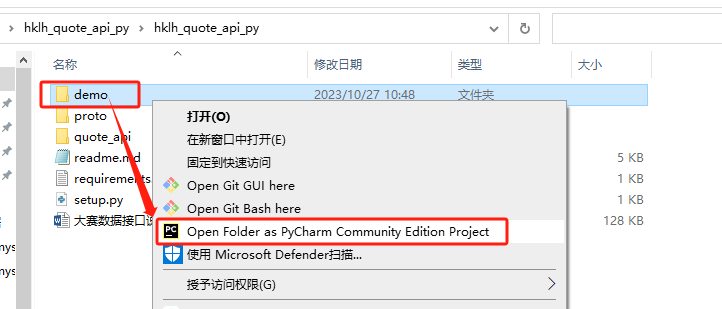 hklh_quote_api_py › hklh_quote_api_py
名称 修改日期 类型 大小
demo 2023/10/27 10:48 文件夹
打开(O)
proto
在新窗口中打开(E)
quote_api
固定到快速访问
readme.md 5 KB
Open Git GUI here
requirements 1 KB
Open Git Bash here
setup.py 1 KB
大赛数据接口 128 KB
Open Folder as PyCharm Community Edition Project
使用 Microsoft Defender扫描...
授予访问权限(G)